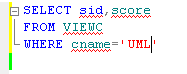 SELECT sid,score
FROM VIEWC
WHERE cname='UML'